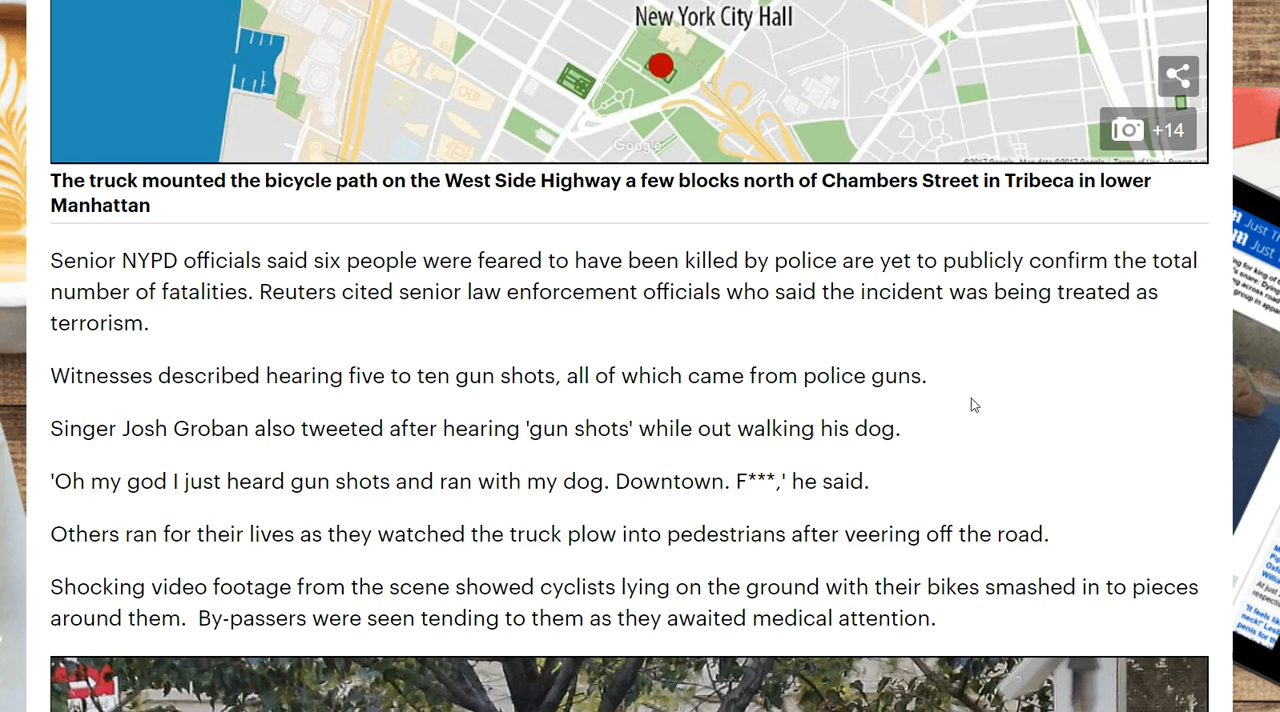 New York City Hall
+14
Google
The truck mounted the bicycle path on the West Side Highway a few blocks north of Chambers Street in Tribeca in lower
Manhattan
Senior NYPD officials said six people were feared to have been killed by police are yet to publicly confirm the total
number of fatalities. Reuters cited senior law enforcement officials who said the incident was being treated as
terrorism.
Witnesses described hearing five to ten gun shots, all of which came from police guns.
Singer Josh Groban also tweeted after hearing 'gun shots' while out walking his dog.
'Oh my god I just heard gun shots and ran with my dog. Downtown. F***,' he said.
Others ran for their lives as they watched the truck plow into pedestrians after veering off the road.
Shocking video footage from the scene showed cyclists lying on the ground with their bikes smashed in to pieces
around them.  By-passers were seen tending to them as they awaited medical attention.